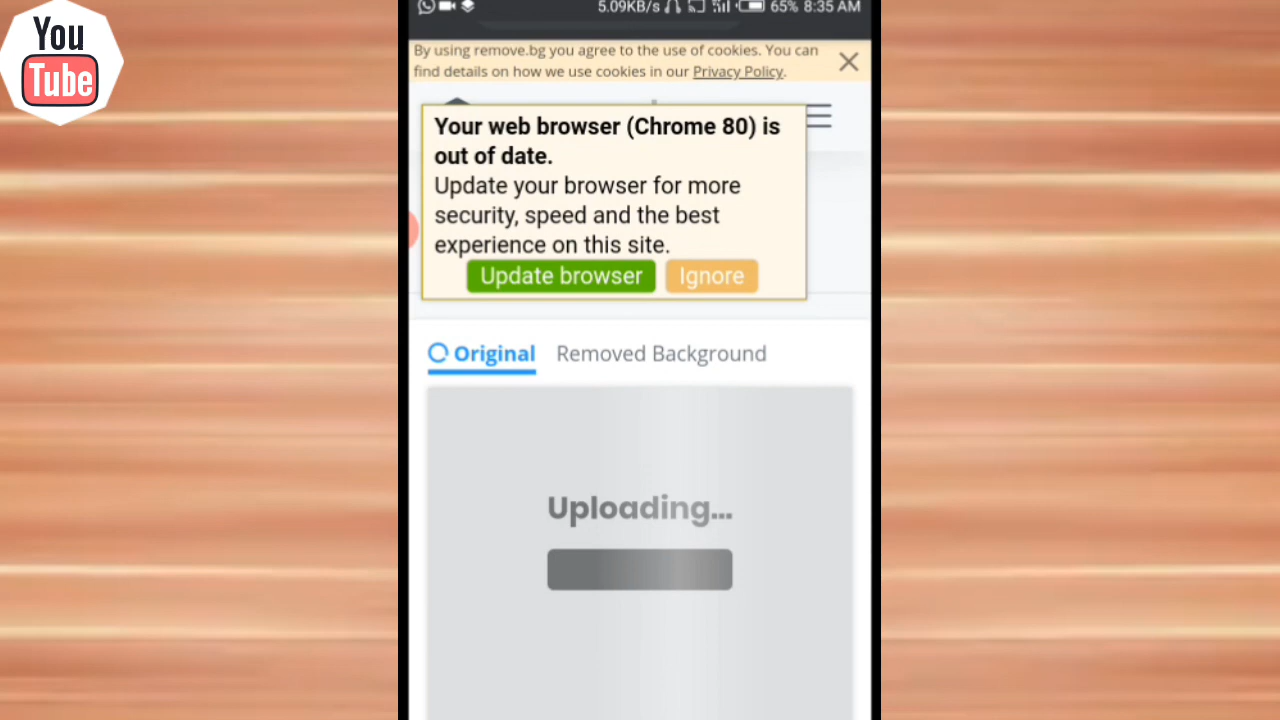 You
Tube
5.09KB/s 65% 8:35 AM
By using remove.bg you agree to the use of cookies. You can
find details on how we use cookies in our Privacy Policy.
Your web browser (Chrome 80) is
out of date.
Update your browser for more
security, speed and the best
experience on this site.
Update browser Ignore
Original Removed Background
Uploading...